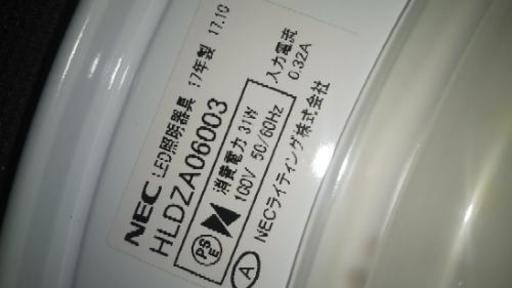 NEC LED照明器具 17年製 17.10
HLDZA06003
消費電力 31W 入力電流
100V 50/60Hz 0.32A
PS
E
A NECライティング株式会社